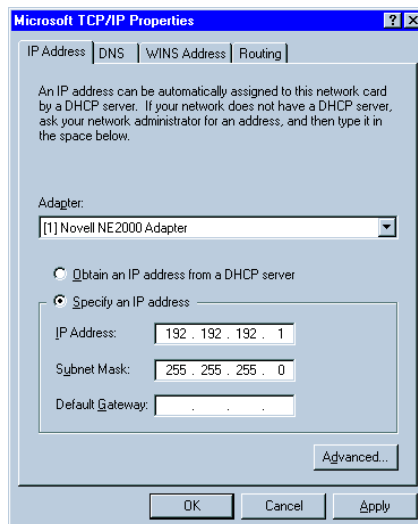 Microsoft TCP/IP Properties
IP Address DNS WINS Address Routing
An IP address can be automatically assigned to this network card
by a DHCP server. If your network does not have a DHCP server,
ask your network administrator for an address, and then type it in
the space below.
Adapter:
[1] Novell NE2000 Adapter
Obtain an IP address from a DHCP server
Specify an IP address
IP Address: 192 . 192 . 192 . 1
Subnet Mask: 255 . 255 . 255 . 0
Default Gateway: . . .
Advanced...
OK Cancel Apply